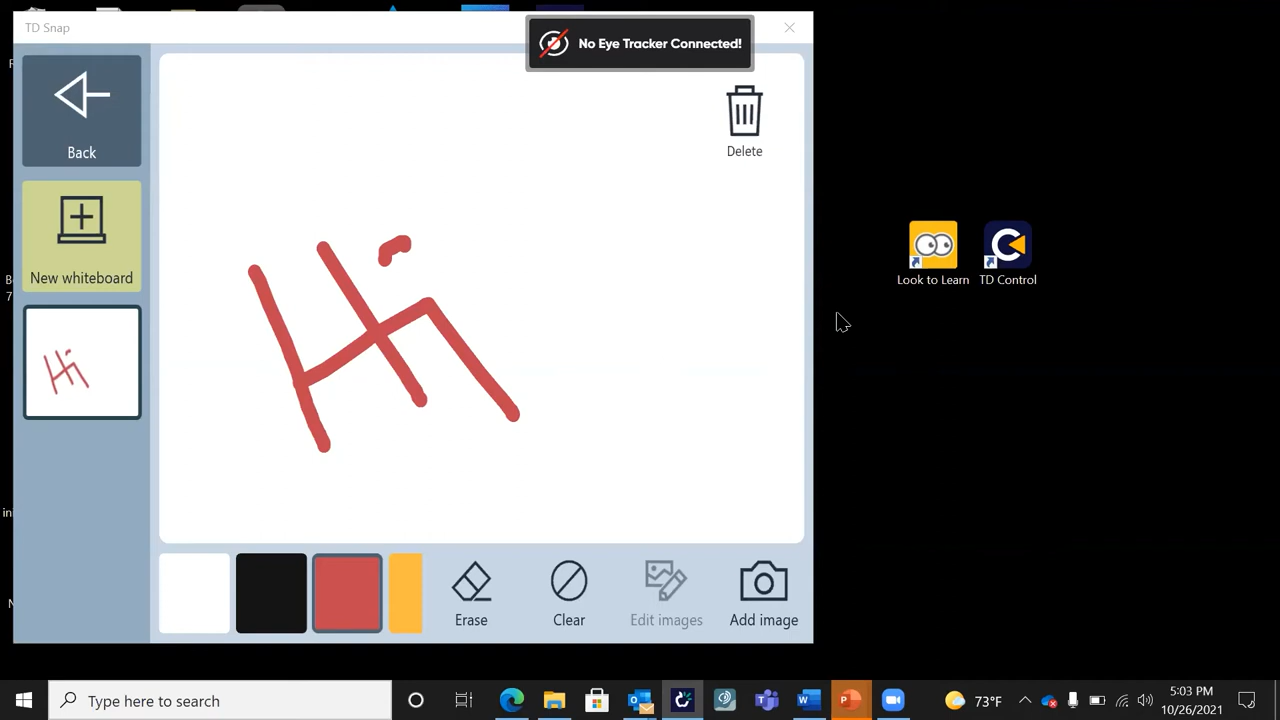 TD Snap
No Eye Tracker Connected!
Back
Delete
New whiteboard
Hi
Look to Learn
TD Control
Hi
Erase
Clear
Edit images
Add image
Type here to search
73°F
5:03 PM
10/26/2021